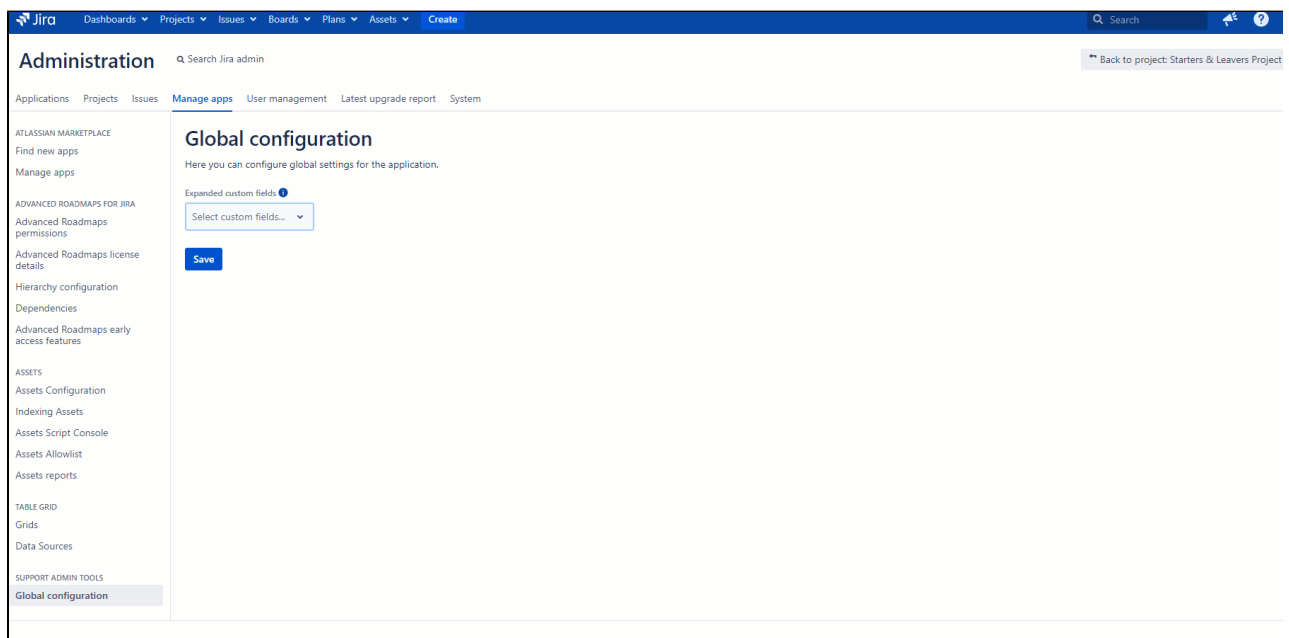 Jira Dashboards Projects Issues Boards Plans Assets Create Search ?
Administration Search Jira admin Back to project: Starters & Leavers Project
Applications Projects Issues Manage apps User management Latest upgrade report System
ATLASSIAN MARKETPLACE
Find new apps
Manage apps
ADVANCED ROADMAPS FOR JIRA
Advanced Roadmaps
permissions
Advanced Roadmaps license
details
Hierarchy configuration
Dependencies
Advanced Roadmaps early
access features
ASSETS
Assets Configuration
Indexing Assets
Assets Script Console
Assets Allowlist
Assets reports
TABLE GRID
Grids
Data Sources
SUPPORT ADMIN TOOLS
Global configuration
Global configuration
Here you can configure global settings for the application.
Expanded custom fields i
Select custom fields...
Save